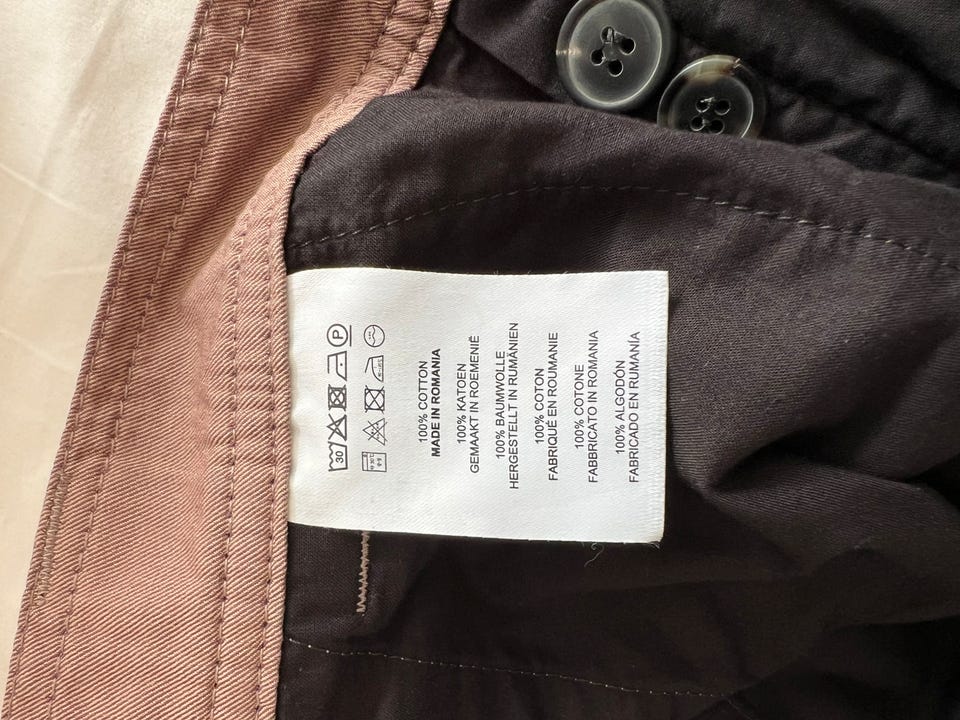 30
P
100% COTTON
MADE IN ROMANIA
100% KATOEN
GEMAAKT IN ROEMENIË
100% BAUMWOLLE
HERGESTELLT IN RUMÄNIEN
100% COTON
FABRIQUÉ EN ROUMANIE
100% COTONE
FABBRICATO IN ROMANIA
100% ALGODÓN
FABRICADO EN RUMANÍA